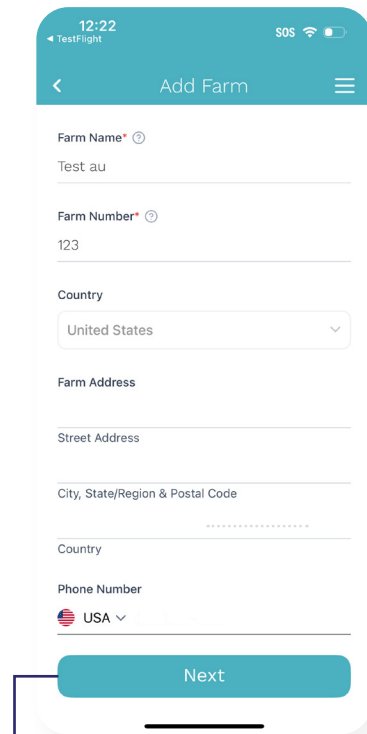 12:22
◀ TestFlight
SOS
Add Farm
Farm Name*
Test au
Farm Number*
123
Country
United States
Farm Address
Street Address
City, State/Region & Postal Code
Country
Phone Number
USA
Next